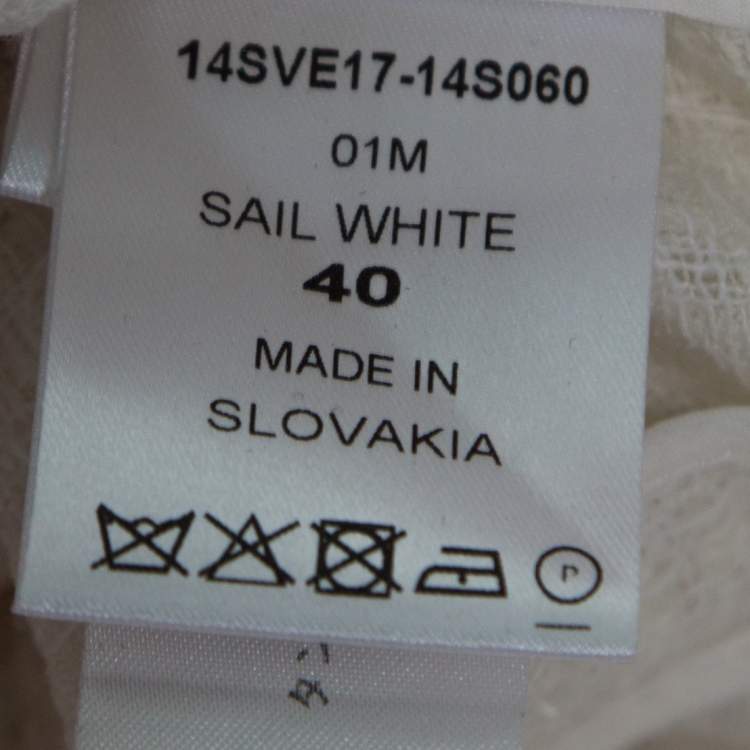 14SVE17-14S060
01M
SAIL WHITE
40
MADE IN
SLOVAKIA
P